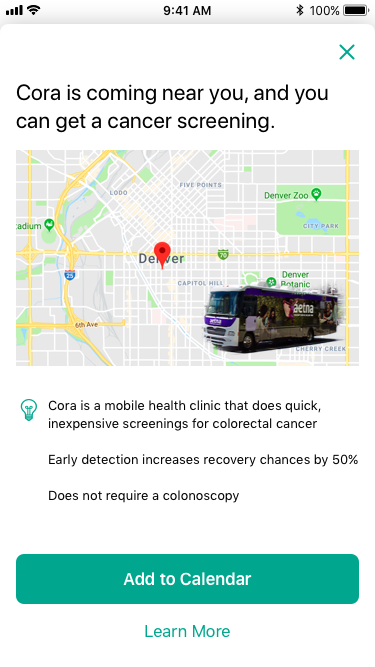 9:41 AM
100%
Cora is coming near you, and you
can get a cancer screening.
FIVE POINTS
LODO
Denver Zoo
adium
CITY PARK
Denver
70
CAPITOL HILL
25
Denver
Botanic
aetna
6th Ave
CHERRY CREEK
Cora is a mobile health clinic that does quick,
inexpensive screenings for colorectal cancer
Early detection increases recovery chances by 50%
Does not require a colonoscopy
Add to Calendar
Learn More